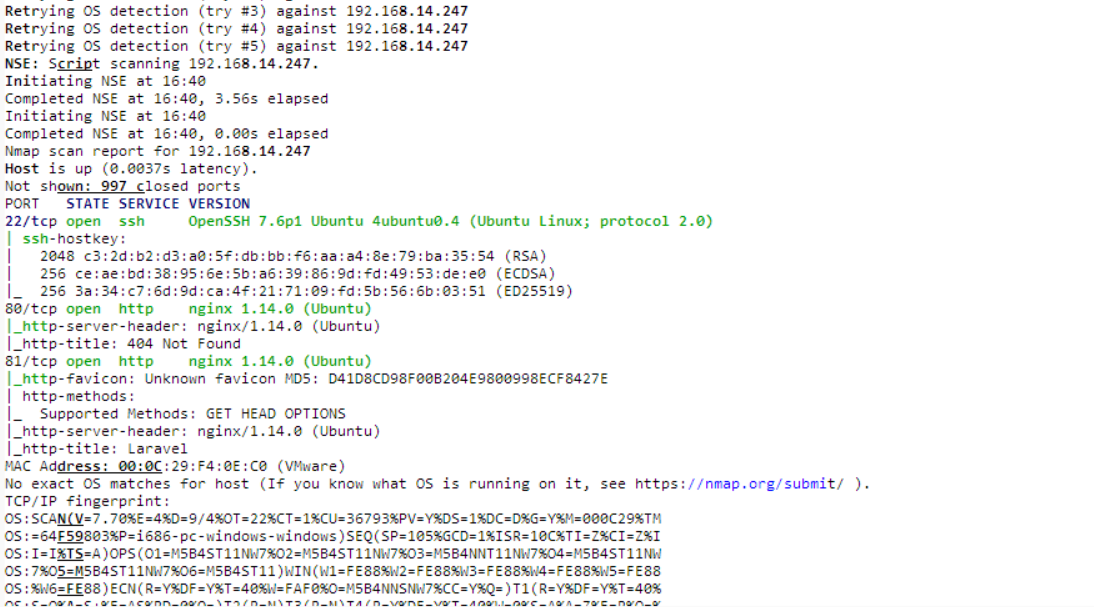 Retrying OS detection (try #3) against 192.168.14.247
Retrying OS detection (try #4) against 192.168.14.247
Retrying OS detection (try #5) against 192.168.14.247
NSE: Script scanning 192.168.14.247.
Initiating NSE at 16:40
Completed NSE at 16:40, 3.56s elapsed
Initiating NSE at 16:40
Completed NSE at 16:40, 0.00s elapsed
Nmap scan report for 192.168.14.247
Host is up (0.0037s latency).
Not shown: 997 closed ports
PORT   STATE SERVICE VERSION
22/tcp open  ssh     OpenSSH 7.6p1 Ubuntu 4ubuntu0.4 (Ubuntu Linux; protocol 2.0)
| ssh-hostkey:
|   2048 c3:2d:b2:d3:a0:5f:db:bb:f6:aa:a4:8e:79:ba:35:54 (RSA)
|   256 ce:ae:bd:38:95:6e:5b:a6:39:86:9d:fd:49:53:de:e0 (ECDSA)
|_  256 3a:34:c7:6d:9d:ca:4f:21:71:09:fd:5b:56:6b:03:51 (ED25519)
80/tcp open  http    nginx 1.14.0 (Ubuntu)
|_http-server-header: nginx/1.14.0 (Ubuntu)
|_http-title: 404 Not Found
81/tcp open  http    nginx 1.14.0 (Ubuntu)
|_http-favicon: Unknown favicon MD5: D41D8CD98F00B204E9800998ECF8427E
| http-methods:
|_  Supported Methods: GET HEAD OPTIONS
|_http-server-header: nginx/1.14.0 (Ubuntu)
|_http-title: Laravel
MAC Address: 00:0C:29:F4:0E:C0 (VMware)
No exact OS matches for host (If you know what OS is running on it, see https://nmap.org/submit/ ).
TCP/IP fingerprint:
OS:SCAN(V=7.70%E=4%D=9/4%OT=22%CT=1%CU=36793%PV=Y%DS=1%DC=D%G=Y%M=000C29%TM
OS:=64F59803%P=i686-pc-windows-windows)SEQ(SP=105%GCD=1%ISR=10C%TI=Z%CI=Z%I
OS:I=I%TS=A)OPS(O1=M5B4ST11NW7%O2=M5B4ST11NW7%O3=M5B4NNT11NW7%O4=M5B4ST11NW
OS:7%O5=M5B4ST11NW7%O6=M5B4ST11)WIN(W1=FE88%W2=FE88%W3=FE88%W4=FE88%W5=FE88
OS:%W6=FE88)ECN(R=Y%DF=Y%T=40%W=FAF0%O=M5B4NNSNW7%CC=Y%Q=)T1(R=Y%DF=Y%T=40%